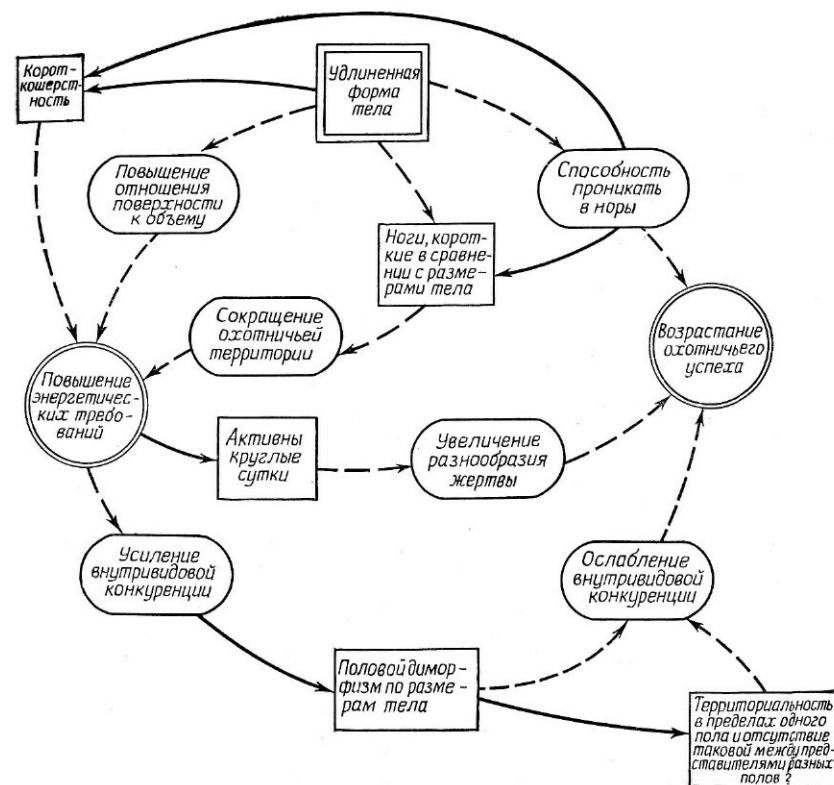 Корот-
кошерст-
ность
Удлиненная
форма
тела
Повышение
отношения
поверхности
к объему
Способность
проникать
в норы
Ноги, корот-
кие в сравне-
нии с разме-
рами тела
Сокращение
охотничьей
территории
Возрастание
охотничьего
успеха
Повышение
энергетичес-
ких требо-
ваний
Активны
круглые
сутки
Увеличение
разнообразия
жертвы
Усиление
внутривидовой
конкуренции
Ослабление
внутривидовой
конкуренции
Половой димор-
физм по разме-
рам тела
Территориальность
в пределах одного
пола и отсутствие
таковой между пред-
ставителями разных
полов ?